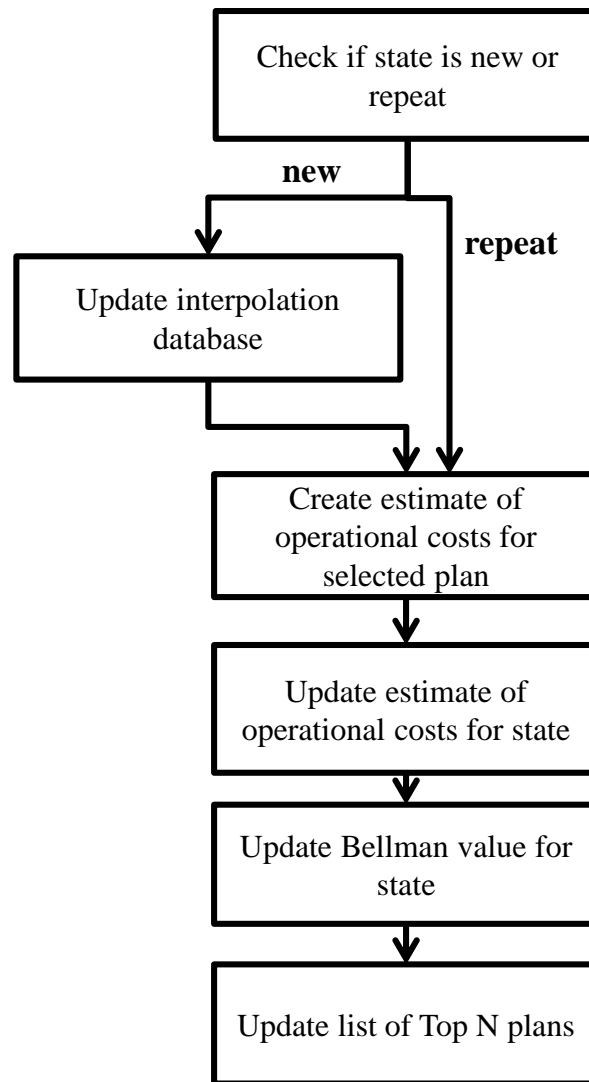 Check if state is new or
repeat
new
repeat
Update interpolation
database
Create estimate of
operational costs for
selected plan
Update estimate of
operational costs for state
Update Bellman value for
state
Update list of Top N plans